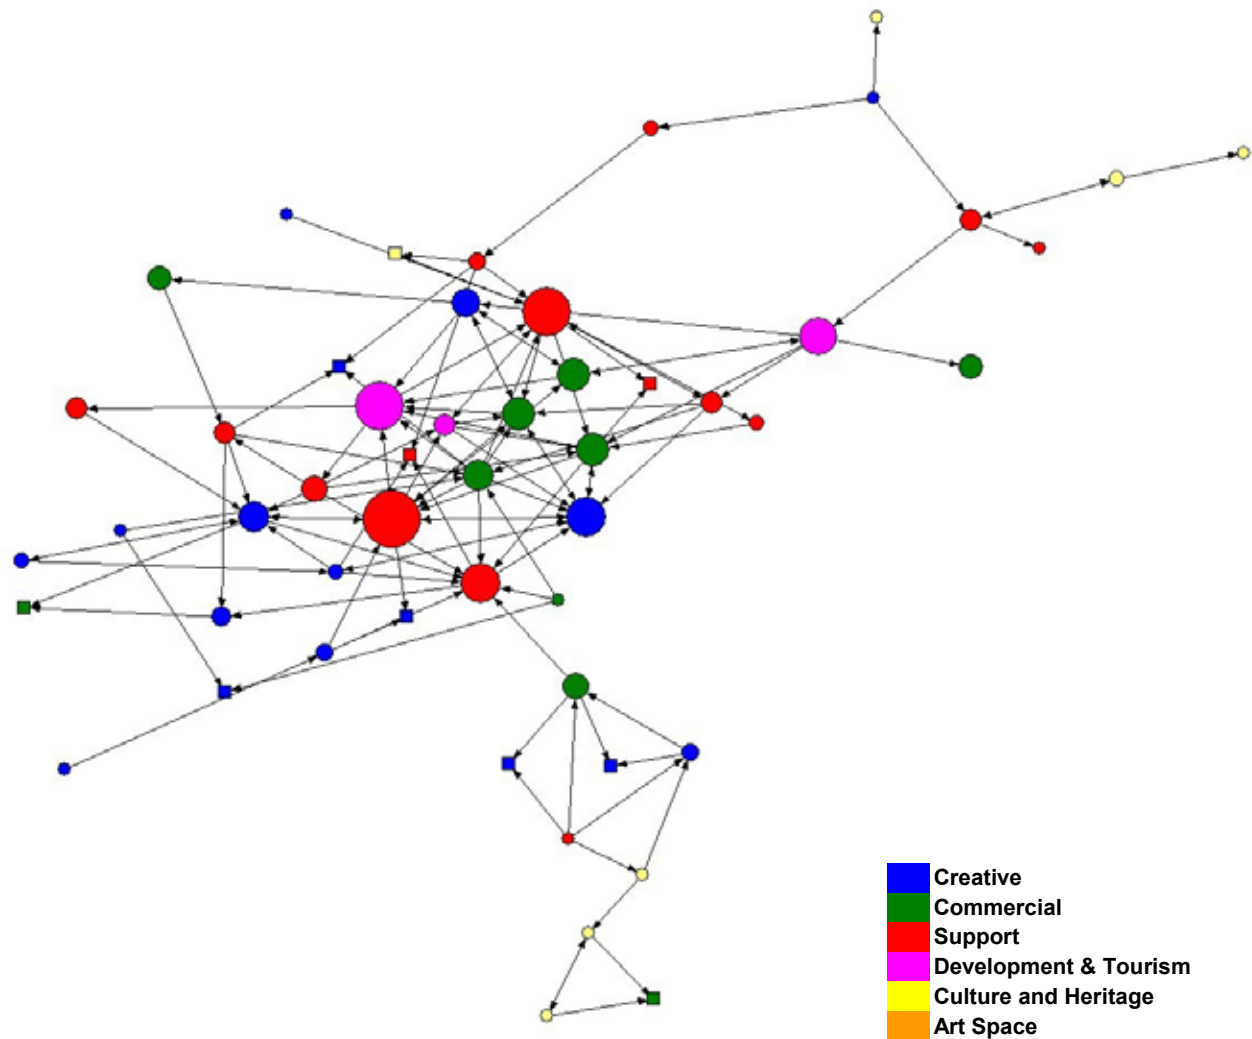 Creative
Commercial
Support
Development & Tourism
Culture and Heritage
Art Space